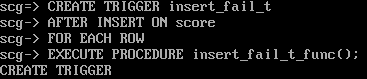 scg=> CREATE TRIGGER insert_fail_t
scg-> AFTER INSERT ON score
scg-> FOR EACH ROW
scg-> EXECUTE PROCEDURE insert_fail_t_func();
CREATE TRIGGER